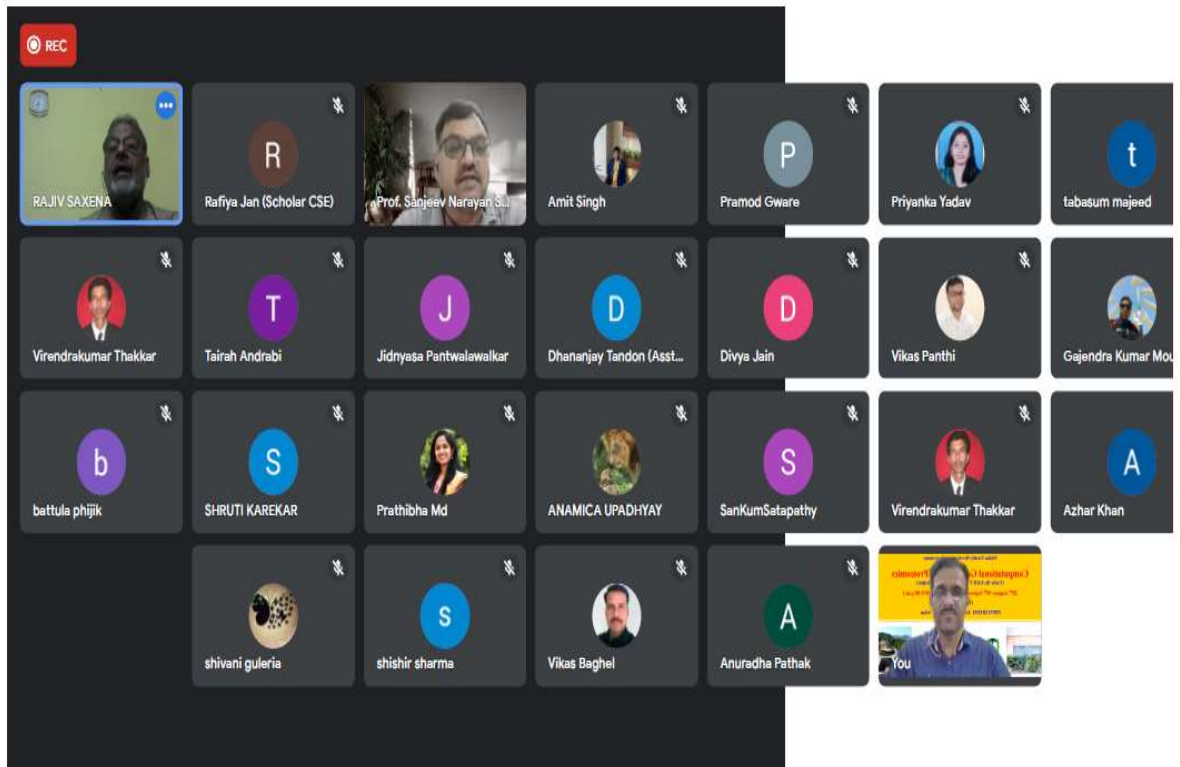 REC
RAJIV SAXENA
R
Rafiya Jan (Scholar CSE)
Prof. Sanjeev Narayan S...
Amit Singh
P
Pramod Gware
Priyanka Yadav
t
tabasum majeed
Virendrakumar Thakkar
T
Tairah Andrabi
J
Jidnyasa Pantwalawalkar
D
Dhananjay Tandon (Asst...
D
Divya Jain
Vikas Panthi
Gajendra Kumar Mou
b
battula phijik
S
SHRUTI KAREKAR
Prathibha Md
ANAMICA UPADHYAY
S
SanKumSatapathy
Virendrakumar Thakkar
A
Azhar Khan
shivani guleria
s
shishir sharma
Vikas Baghel
A
Anuradha Pathak
Computational
You